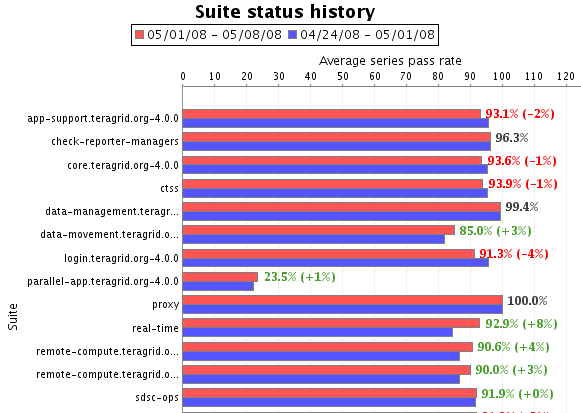 Suite status history
05/01/08 - 05/08/08 04/24/08 - 05/01/08
Average series pass rate
0 10 20 30 40 50 60 70 80 90 100 110 120
app-support.teragrid.org-4.0.0 93.1% (-2%)
check-reporter-managers 96.3%
core.teragrid.org-4.0.0 93.6% (-1%)
ctss 93.9% (-1%)
data-management.teragr... 99.4%
data-movement.teragrid.o... 85.0% (+3%)
login.teragrid.org-4.0.0 91.3% (-4%)
parallel-app.teragrid.org-4.0.0 23.5% (+1%)
proxy 100.0%
real-time 92.9% (+8%)
remote-compute.teragrid.o... 90.6% (+4%)
remote-compute.teragrid.o... 90.0% (+3%)
sdsc-ops 91.9% (+0%)
Suite